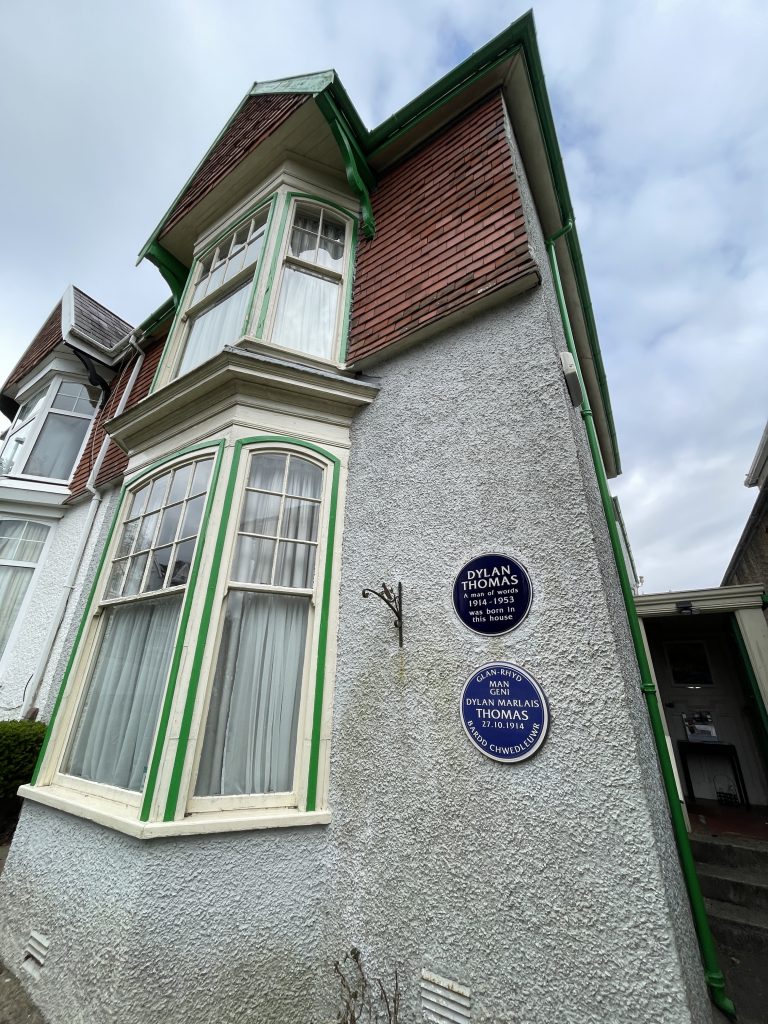 DYLAN
THOMAS
A man of words
1914-1953
was born in
this house
GLAN-RHYD
MAN
GENI
DYLAN MARLAIS
THOMAS
27.10.1914
BARDD CHWEDLEUWR